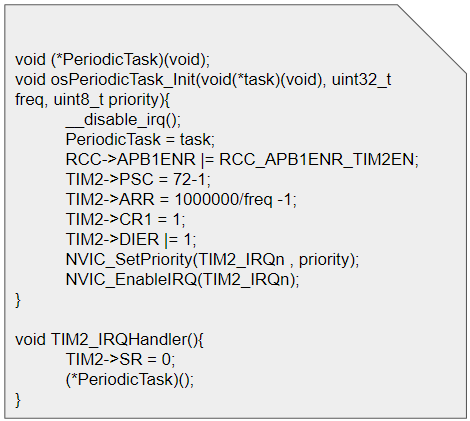 void (*PeriodicTask)(void);
void osPeriodicTask_Init(void(*task)(void), uint32_t
freq, uint8_t priority){
__disable_irq();
PeriodicTask = task;
RCC->APB1ENR |= RCC_APB1ENR_TIM2EN;
TIM2->PSC = 72-1;
TIM2->ARR = 1000000/freq -1;
TIM2->CR1 = 1;
TIM2->DIER |= 1;
NVIC_SetPriority(TIM2_IRQn , priority);
NVIC_EnableIRQ(TIM2_IRQn);
}
void TIM2_IRQHandler(){
TIM2->SR = 0;
(*PeriodicTask)();
}